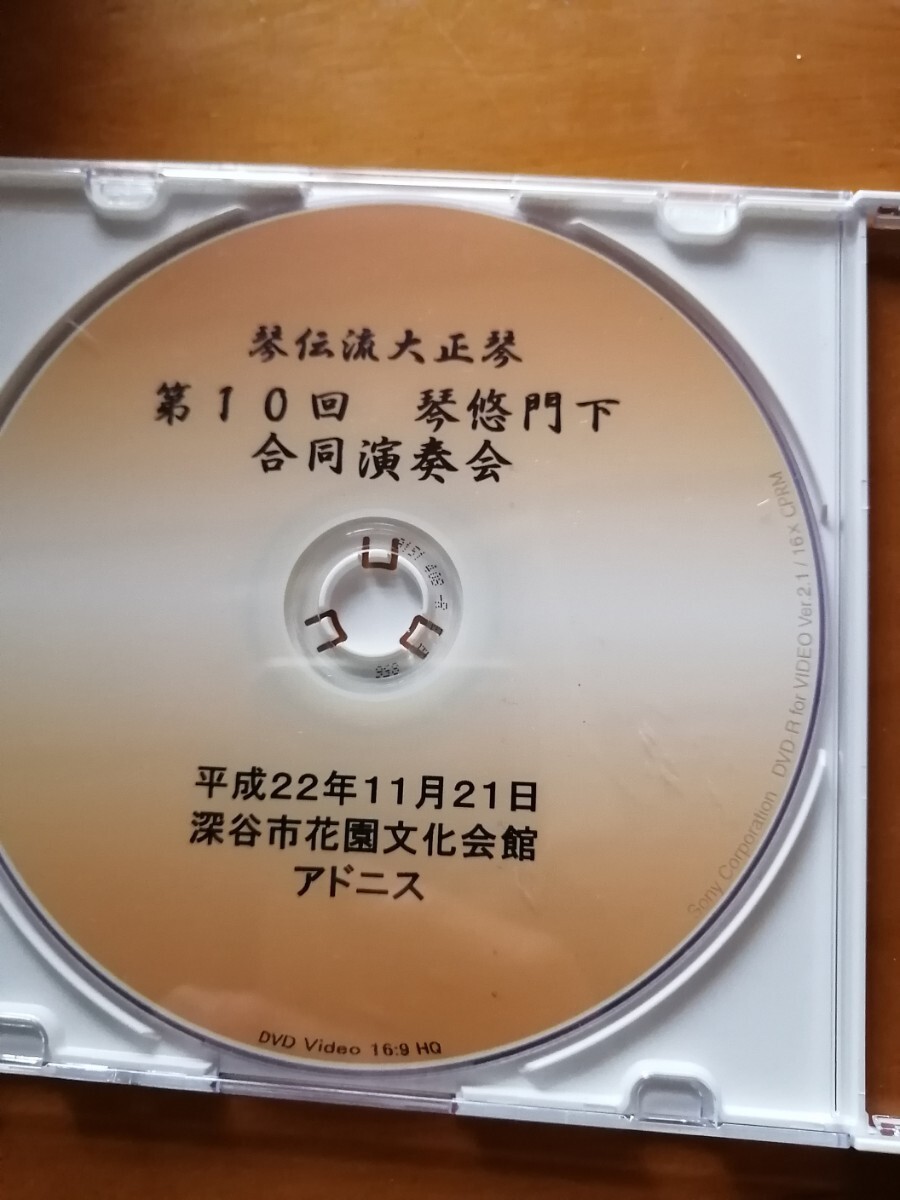 琴伝流大正琴
第１０回　琴悠門下
合同演奏会
平成22年11月21日
深谷市花園文化会館
アドニス
DVD Video 16:9 HQ
Sony Corporation DVD-R for VIDEO Ver 2.1 / 16× CPRM